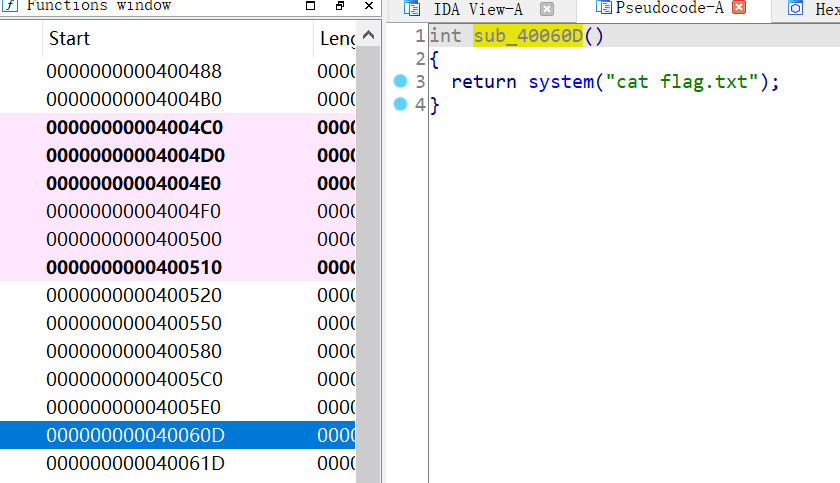 f Functions window
Start Leng
0000000000400488 0000
00000000004004B0 0000
00000000004004C0 0000
00000000004004D0 0000
00000000004004E0 0000
00000000004004F0 0000
0000000000400500 0000
0000000000400510 0000
0000000000400520 0000
0000000000400550 0000
0000000000400580 0000
00000000004005C0 0000
00000000004005E0 0000
000000000040060D 0000
000000000040061D 0000
IDA View-A Pseudocode-A Hex
1 int sub_40060D()
2 {
3 return system("cat flag.txt");
4 }